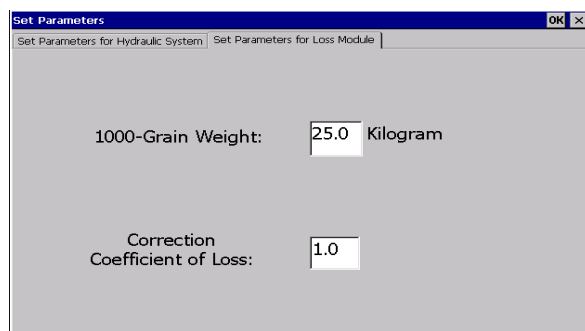 Set Parameters OK ×
Set Parameters for Hydraulic System Set Parameters for Loss Module
1000-Grain Weight: 25.0 Kilogram
Correction
Coefficient of Loss: 1.0